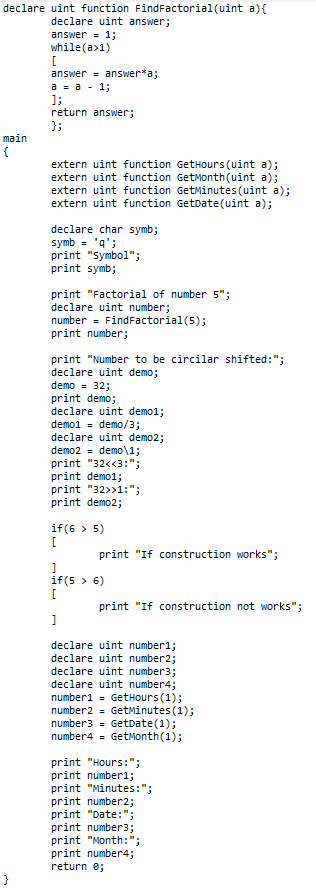 declare uint function FindFactorial(uint a){
declare uint answer;
answer = 1;
while(a>1)
[
answer = answer*a;
a = a - 1;
];
return answer;
};
main
{
extern uint function GetHours(uint a);
extern uint function GetMonth(uint a);
extern uint function GetMinutes(uint a);
extern uint function GetDate(uint a);
declare char symb;
symb = 'q';
print "Symbol";
print symb;
print "Factorial of number 5";
declare uint number;
number = FindFactorial(5);
print number;
print "Number to be circilar shifted:";
declare uint demo;
demo = 32;
print demo;
declare uint demo1;
demo1 = demo/3;
declare uint demo2;
demo2 = demo\1;
print "32<<3:";
print demo1;
print "32>>1:";
print demo2;
if(6 > 5)
[
print "If construction works";
]
if(5 > 6)
[
print "If construction not works";
]
declare uint number1;
declare uint number2;
declare uint number3;
declare uint number4;
number1 = GetHours(1);
number2 = GetMinutes(1);
number3 = GetDate(1);
number4 = GetMonth(1);
print "Hours:";
print number1;
print "Minutes:";
print number2;
print "Date:";
print number3;
print "Month:";
print number4;
return 0;
}